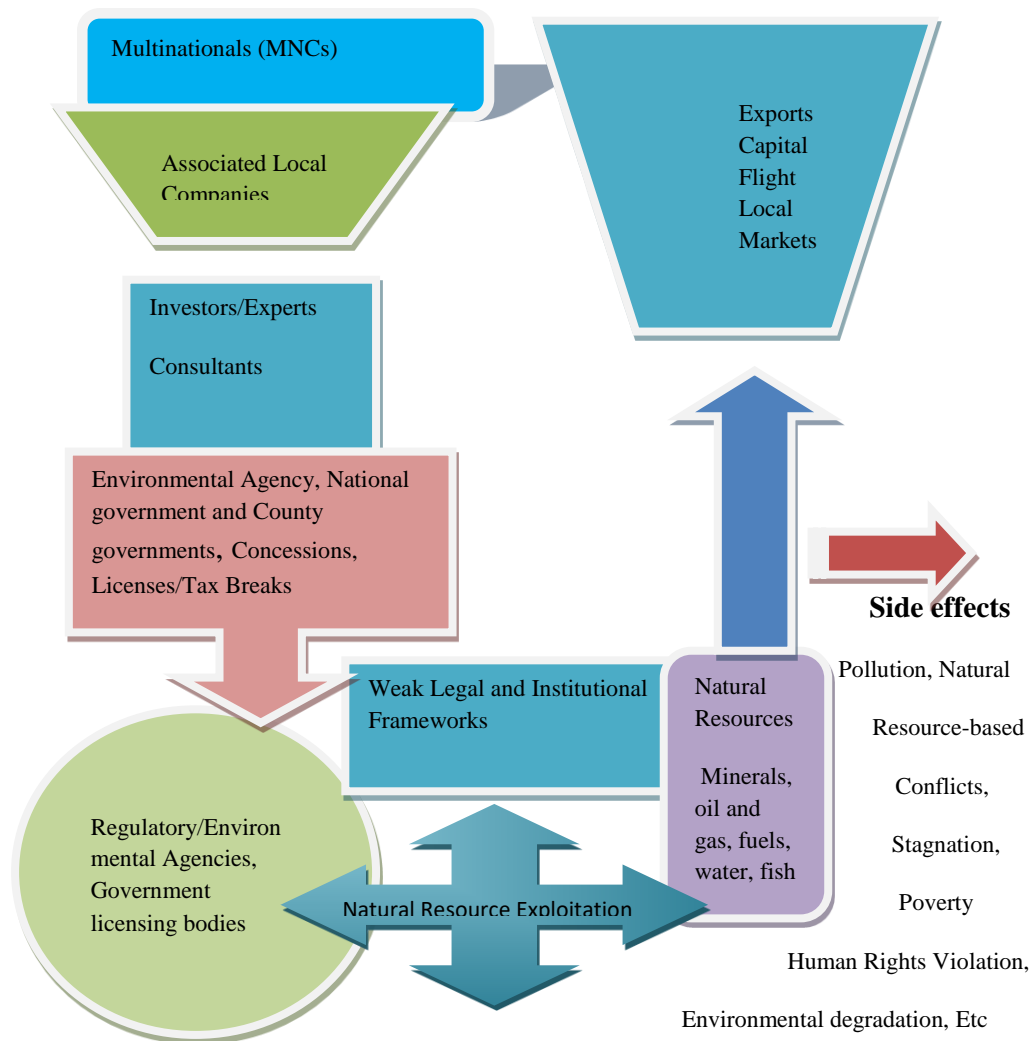 Multinationals (MNCs)
Associated Local
Companies
Exports
Capital
Flight
Local
Markets
Investors/Experts
Consultants
Environmental Agency, National
government and County
governments, Concessions,
Licenses/Tax Breaks
Weak Legal and Institutional
Frameworks
Natural
Resources
Minerals,
oil and
gas, fuels,
water, fish
Side effects
Pollution, Natural
Resource-based
Conflicts,
Stagnation,
Poverty
Human Rights Violation,
Environmental degradation, Etc
Regulatory/Environ
mental Agencies,
Government
licensing bodies
Natural Resource Exploitation